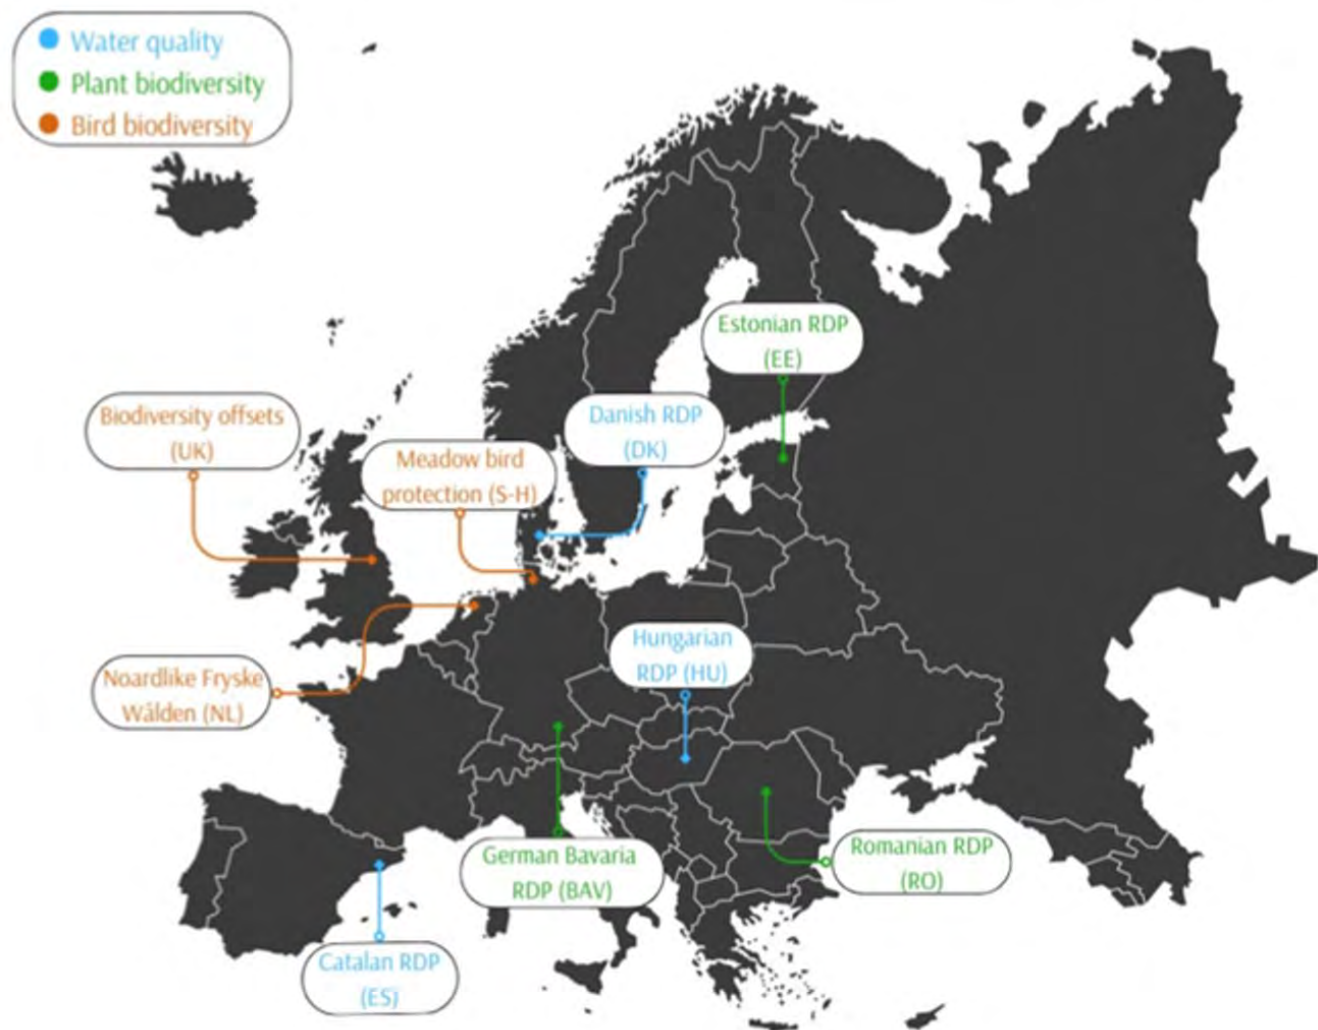 Water quality
Plant biodiversity
Bird biodiversity
Estonian RDP
(EE)
Biodiversity offsets
(UK)
Danish RDP
(DK)
Meadow bird
protection (S-H)
Hungarian
RDP (HU)
Noardlike Fryske
Wâlden (NL)
German Bavaria
RDP (BAV)
Romanian RDP
(RO)
Catalan RDP
(ES)